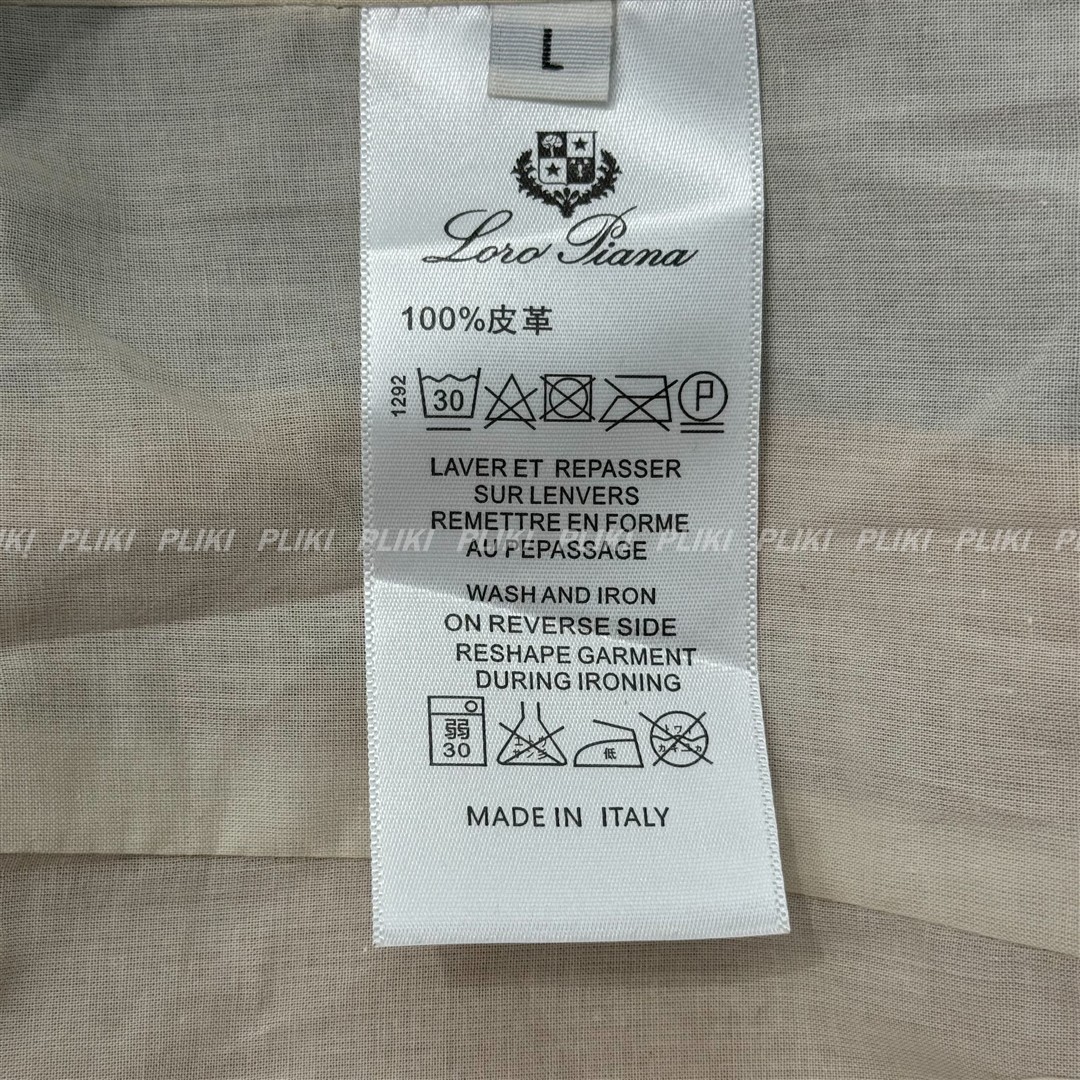 L
Loro Piana
100%皮革
1292
30
P
LAVER ET REPASSER
SUR LENVERS
REMETTRE EN FORME
AU PEPASSAGE
PLIKI PLIKI PLIKI PLIKI PLIKI PLIKI PLIKI PLIKI PLIKI PLIKI
WASH AND IRON
ON REVERSE SIDE
RESHAPE GARMENT
DURING IRONING
弱
30
低
MADE IN ITALY